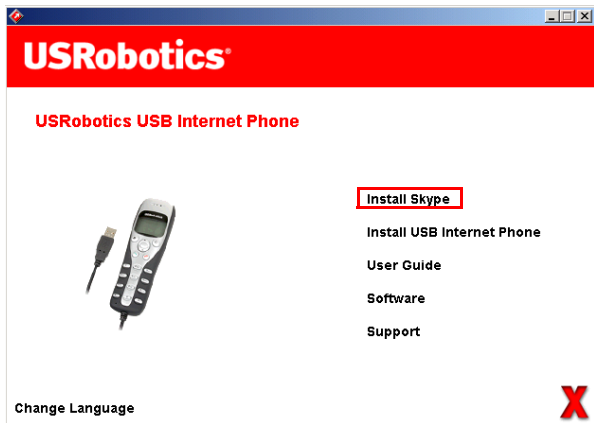 USRobotics®
USRobotics USB Internet Phone
Install Skype
Install USB Internet Phone
User Guide
Software
Support
Change Language